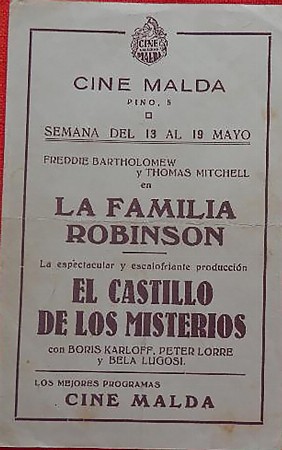 CINE
MALDA
CINE MALDA
PINO, 5
SEMANA DEL 13 AL 19 MAYO
FREDDIE BARTHOLOMEW
y THOMAS MITCHELL
en
LA FAMILIA
ROBINSON
La espectacular y escalofriante producción
EL CASTILLO
DE LOS MISTERIOS
con BORIS KARLOFF, PETER LORRE
y BELA LUGOSI.
LOS MEJORES PROGRAMAS
CINE MALDA